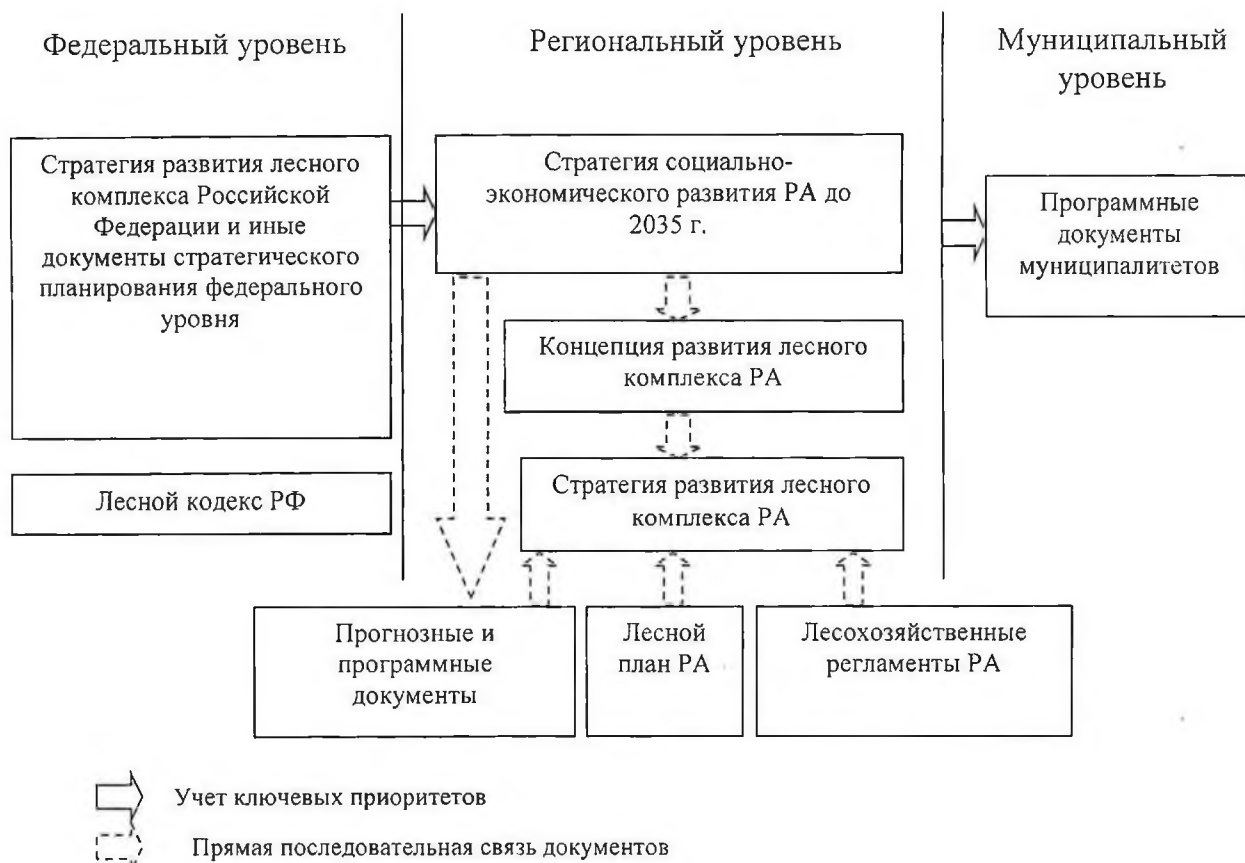 Федеральный уровень
Региональный уровень
Муниципальный
уровень
Стратегия развития лесного
комплекса Российской
Федерации и иные
документы стратегического
планирования федерального
уровня
Лесной кодекс РФ
Стратегия социально-
экономического развития РА до
2035 г.
Концепция развития лесного
комплекса РА
Стратегия развития лесного
комплекса РА
Программные
документы
муниципалитетов
Прогнозные и
программные
документы
Лесной
план РА
Лесохозяйственные
регламенты РА
Учет ключевых приоритетов
Прямая последовательная связь документов